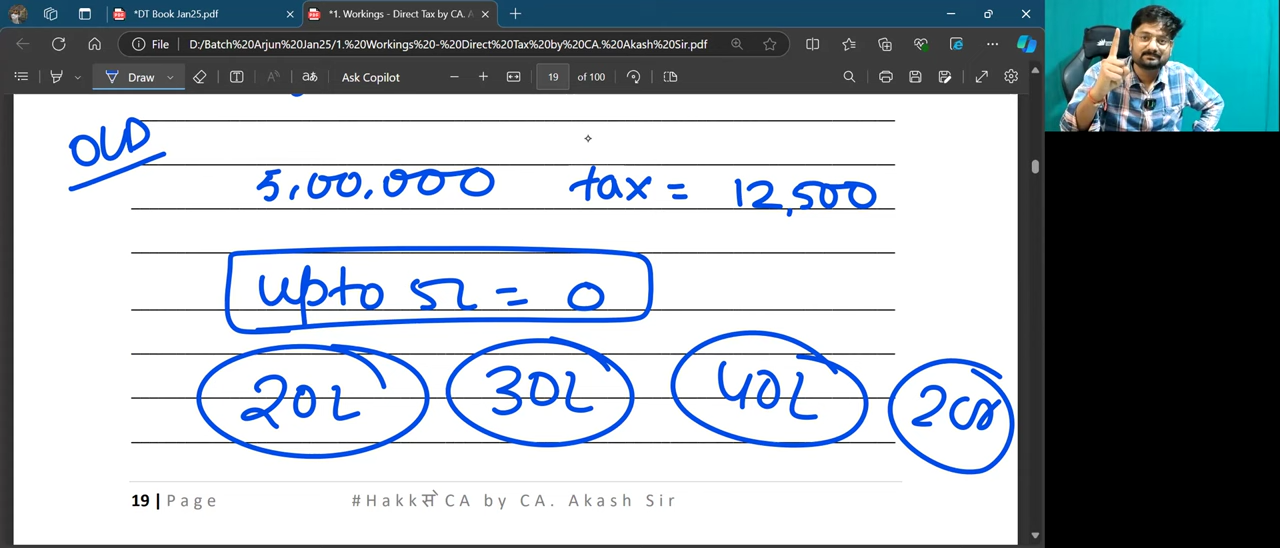 *DT Book Jan25.pdf
*1. Workings - Direct Tax by CA. A
File D:/Batch%20Arjun%20Jan25/1.%20Workings%20-%20Direct%20Tax%20by%20CA.%20Akash%20Sir.pdf
Draw Ask Copilot 19 of 100
OLD
5,00,000 tax = 12,500
upto 5L = 0
20L 30L 40L 2Cr
19 | Page #Hakkसे CA by CA. Akash Sir